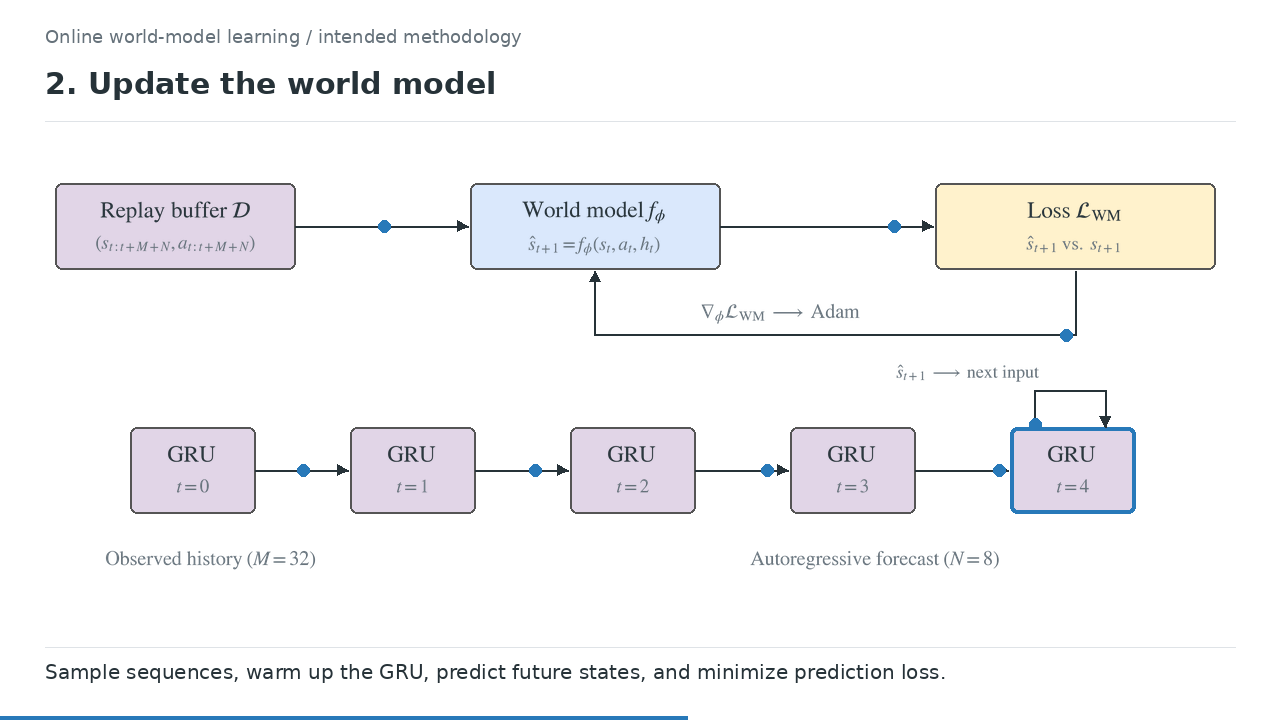 Online world-model learning / intended methodology
2. Update the world model
Replay buffer 𝒟
(s_{t:t+M+N}, a_{t:t+M+N})
World model f_ϕ
ŝ_{t+1} = f_ϕ(s_t, a_t, h_t)
Loss ℒ_WM
ŝ_{t+1} vs. s_{t+1}
∇_ϕ ℒ_WM ⟶ Adam
ŝ_{t+1} ⟶ next input
GRU
t=0
GRU
t=1
GRU
t=2
GRU
t=3
GRU
t=4
Observed history (M=32)
Autoregressive forecast (N=8)
Sample sequences, warm up the GRU, predict future states, and minimize prediction loss.